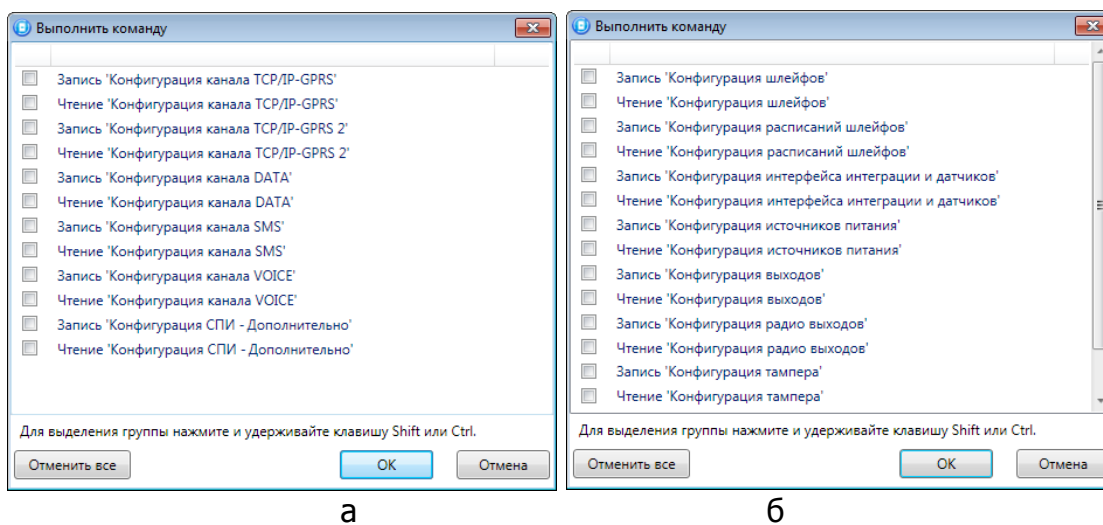 Выполнить команду
Запись 'Конфигурация канала TCP/IP-GPRS'
Чтение 'Конфигурация канала TCP/IP-GPRS'
Запись 'Конфигурация канала TCP/IP-GPRS 2'
Чтение 'Конфигурация канала TCP/IP-GPRS 2'
Запись 'Конфигурация канала DATA'
Чтение 'Конфигурация канала DATA'
Запись 'Конфигурация канала SMS'
Чтение 'Конфигурация канала SMS'
Запись 'Конфигурация канала VOICE'
Чтение 'Конфигурация канала VOICE'
Запись 'Конфигурация СПИ - Дополнительно'
Чтение 'Конфигурация СПИ - Дополнительно'
Для выделения группы нажмите и удерживайте клавишу Shift или Ctrl.
Отменить все
ОК
Отмена
а
Выполнить команду
Запись 'Конфигурация шлейфов'
Чтение 'Конфигурация шлейфов'
Запись 'Конфигурация расписаний шлейфов'
Чтение 'Конфигурация расписаний шлейфов'
Запись 'Конфигурация интерфейса интеграции и датчиков'
Чтение 'Конфигурация интерфейса интеграции и датчиков'
Запись 'Конфигурация источников питания'
Чтение 'Конфигурация источников питания'
Запись 'Конфигурация выходов'
Чтение 'Конфигурация выходов'
Запись 'Конфигурация радио выходов'
Чтение 'Конфигурация радио выходов'
Запись 'Конфигурация тампера'
Чтение 'Конфигурация тампера'
Для выделения группы нажмите и удерживайте клавишу Shift или Ctrl.
Отменить все
ОК
Отмена
б